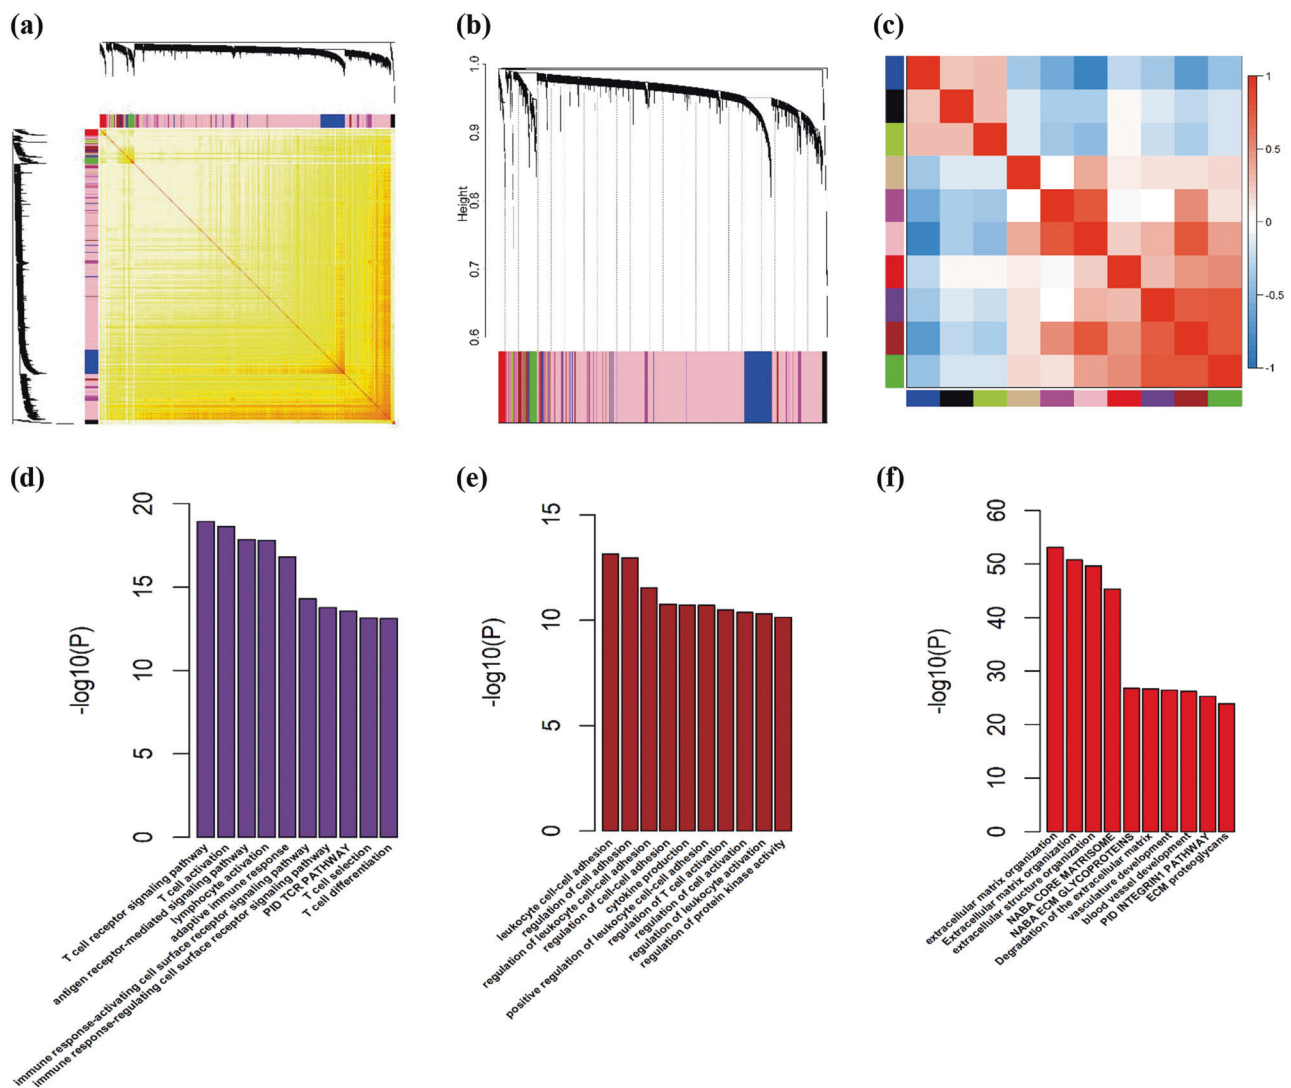 (a)
(b)
Height
1.0
0.9
0.8
0.7
0.6
(c)
1
0.5
0
-0.5
-1
(d)
-log10(P)
20
15
10
5
0
T cell receptor signaling pathway
T cell activation
antigen receptor-mediated signaling pathway
lymphocyte activation
adaptive immune response
immune response-activating cell surface receptor signaling pathway
immune response-regulating cell surface receptor signaling pathway
PID TCR PATHWAY
T cell selection
T cell differentiation
(e)
-log10(P)
15
10
5
0
leukocyte cell-cell adhesion
regulation of cell adhesion
regulation of leukocyte cell-cell adhesion
regulation of cell-cell adhesion
cytokine production
positive regulation of leukocyte cell-cell adhesion
regulation of T cell activation
regulation of cell activation
regulation of leukocyte activation
regulation of protein kinase activity
(f)
-log10(P)
60
50
40
30
20
10
0
extracellular matrix organization
Extracellular matrix organization
extracellular structure organization
NABA CORE MATRISOME
NABA ECM GLYCOPROTEINS
Degradation of the extracellular matrix
vasculature development
blood vessel development
PID INTEGRIN1 PATHWAY
ECM proteoglycans